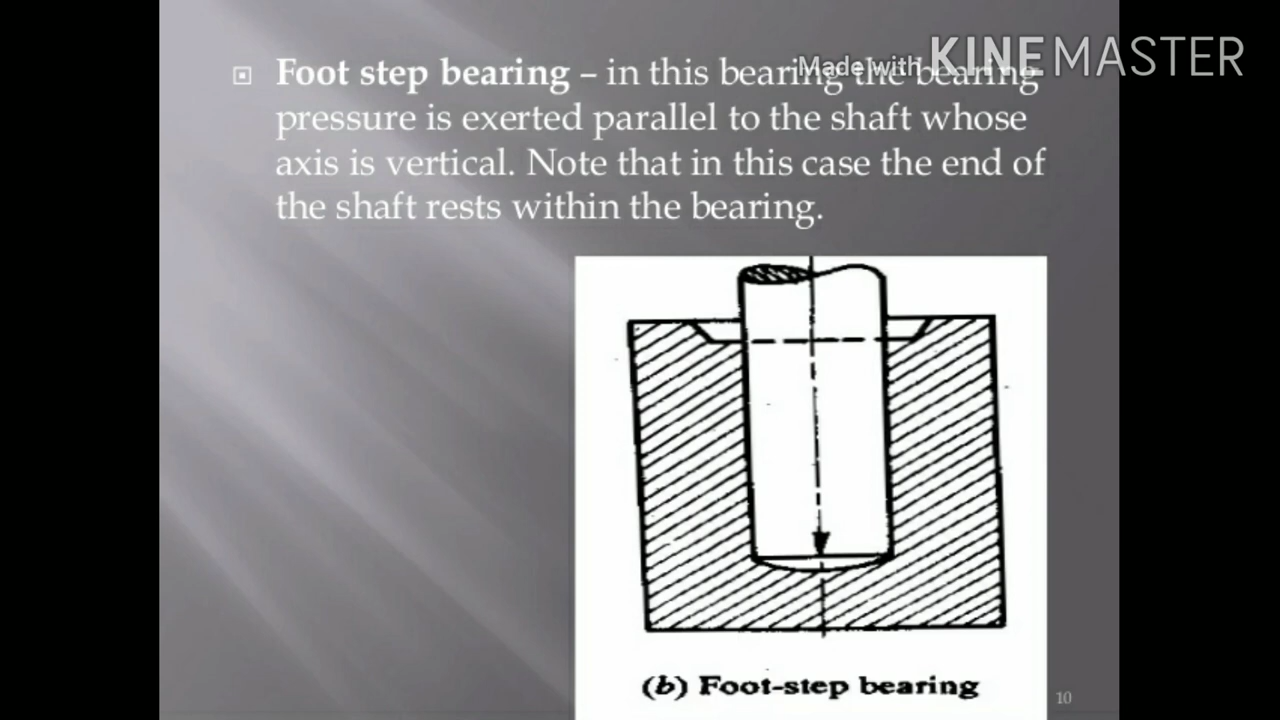 Made with KINEMASTER
Foot step bearing – in this bearing the bearing
pressure is exerted parallel to the shaft whose
axis is vertical. Note that in this case the end of
the shaft rests within the bearing.
(b) Foot-step bearing
10